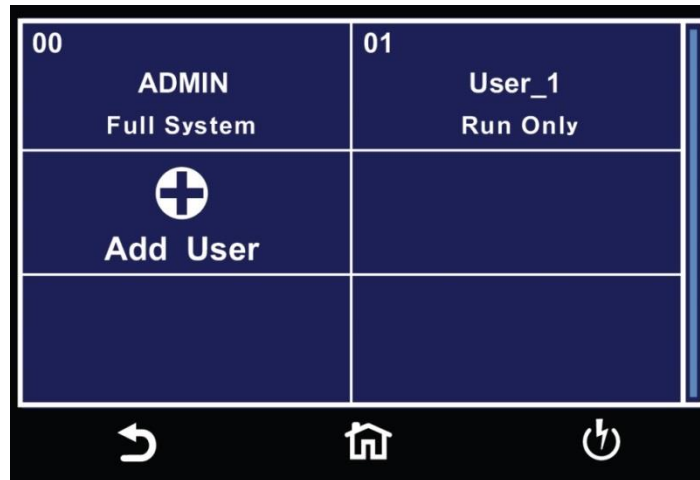 00
ADMIN
Full System
01
User_1
Run Only
Add User